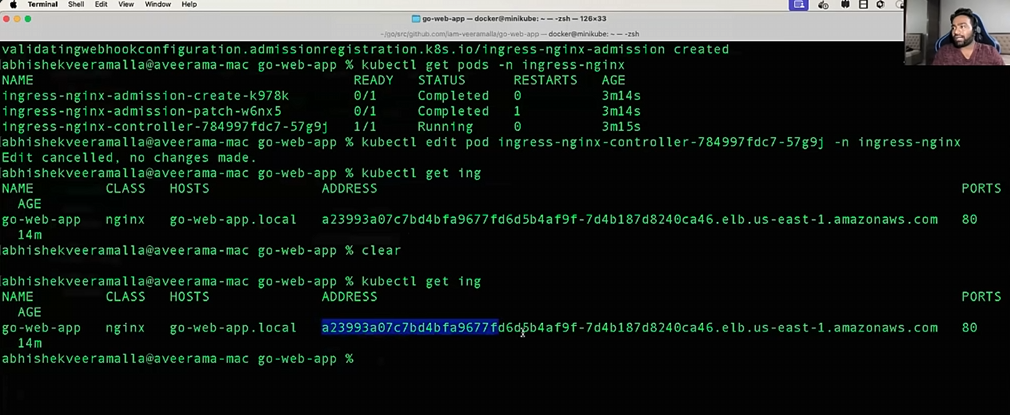 Terminal Shell Edit View Window Help
go-web-app — docker@minikube: ~ — -zsh — 126×33
~/go/src/github.com/iam-veeramalla/go-web-app — docker@minikube: ~ — -zsh
validatingwebhookconfiguration.admissionregistration.k8s.io/ingress-nginx-admission created
abhishekveeramalla@aveerama-mac go-web-app % kubectl get pods -n ingress-nginx
NAME READY STATUS RESTARTS AGE
ingress-nginx-admission-create-k978k 0/1 Completed 0 3m14s
ingress-nginx-admission-patch-w6nx5 0/1 Completed 1 3m14s
ingress-nginx-controller-784997fdc7-57g9j 1/1 Running 0 3m15s
abhishekveeramalla@aveerama-mac go-web-app % kubectl edit pod ingress-nginx-controller-784997fdc7-57g9j -n ingress-nginx
Edit cancelled, no changes made.
abhishekveeramalla@aveerama-mac go-web-app % kubectl get ing
NAME CLASS HOSTS ADDRESS PORTS
AGE
go-web-app nginx go-web-app.local a23993a07c7bd4bfa9677fd6d5b4af9f-7d4b187d8240ca46.elb.us-east-1.amazonaws.com 80
14m
abhishekveeramalla@aveerama-mac go-web-app % clear
abhishekveeramalla@aveerama-mac go-web-app % kubectl get ing
NAME CLASS HOSTS ADDRESS PORTS
AGE
go-web-app nginx go-web-app.local a23993a07c7bd4bfa9677fd6d5b4af9f-7d4b187d8240ca46.elb.us-east-1.amazonaws.com 80
14m
abhishekveeramalla@aveerama-mac go-web-app %